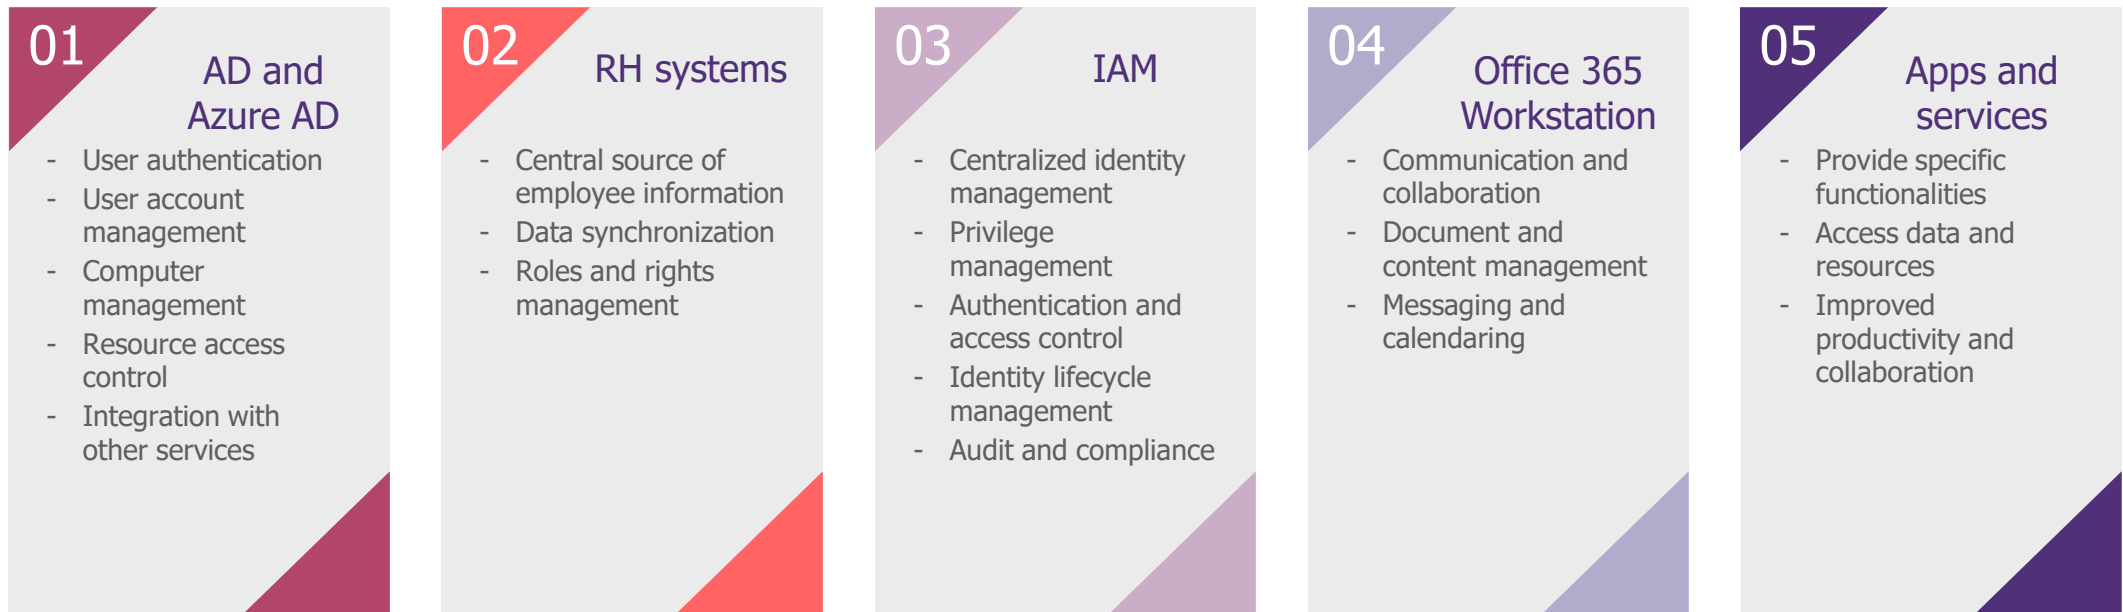 01
AD and
Azure AD
- User authentication
- User account
management
- Computer
management
- Resource access
control
- Integration with
other services
02
RH systems
- Central source of
employee information
- Data synchronization
- Roles and rights
management
03
IAM
- Centralized identity
management
- Privilege
management
- Authentication and
access control
- Identity lifecycle
management
- Audit and compliance
04
Office 365
Workstation
- Communication and
collaboration
- Document and
content management
- Messaging and
calendaring
05
Apps and
services
- Provide specific
functionalities
- Access data and
resources
- Improved
productivity and
collaboration